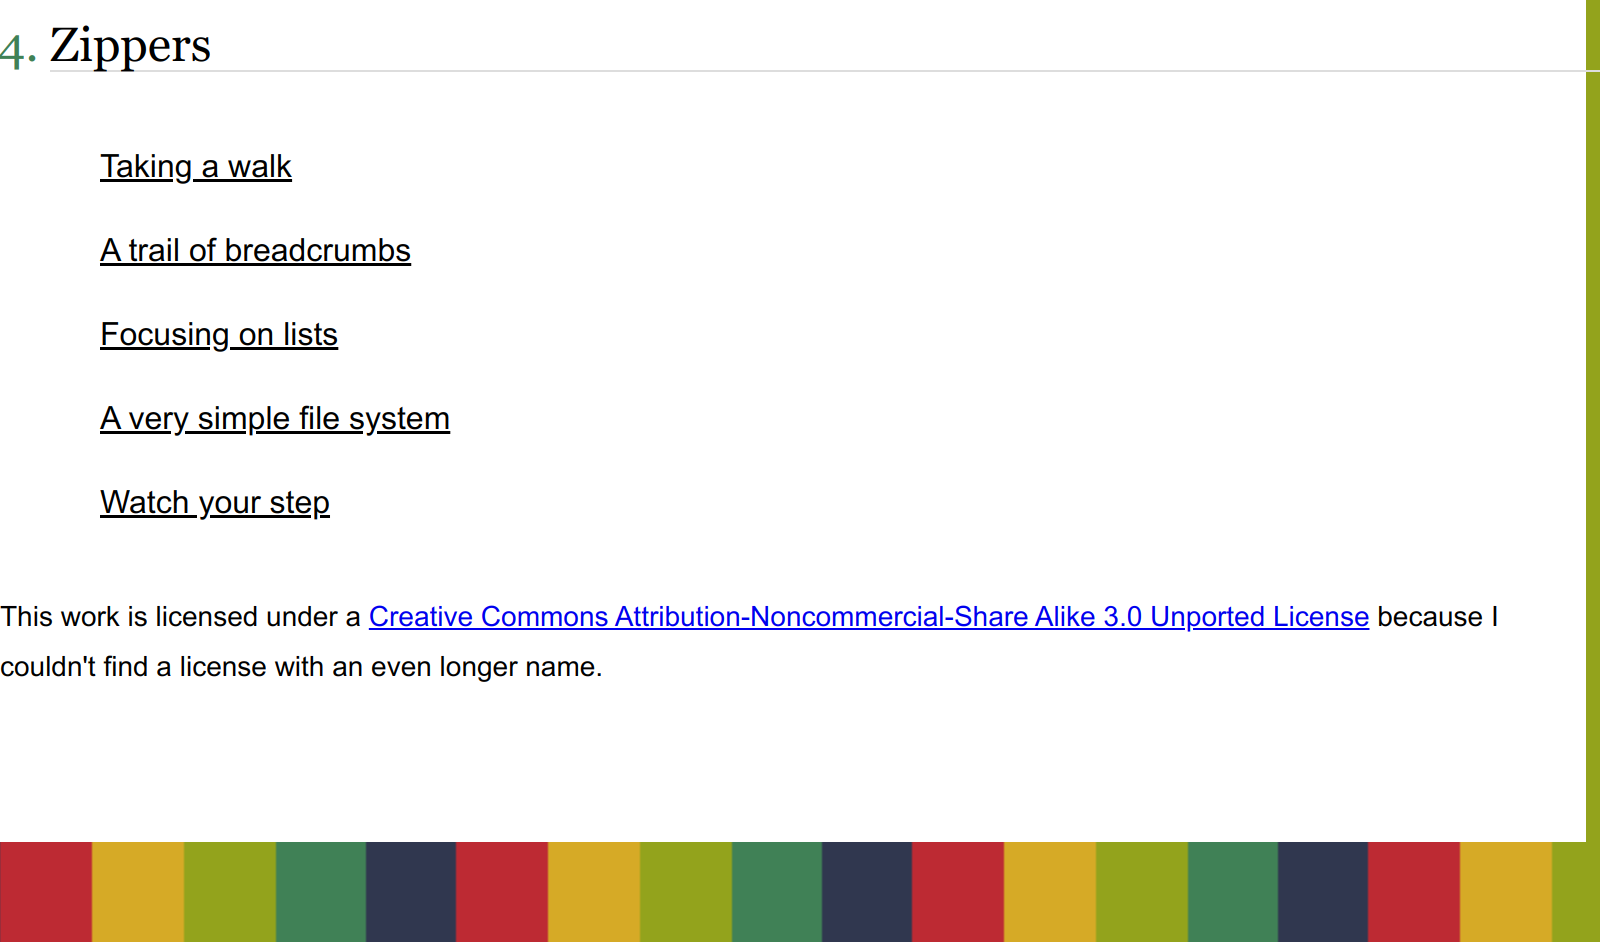 4. Zippers
Taking a walk
A trail of breadcrumbs
Focusing on lists
A very simple file system
Watch your step
This work is licensed under a Creative Commons Attribution-Noncommercial-Share Alike 3.0 Unported License because I
couldn't find a license with an even longer name.